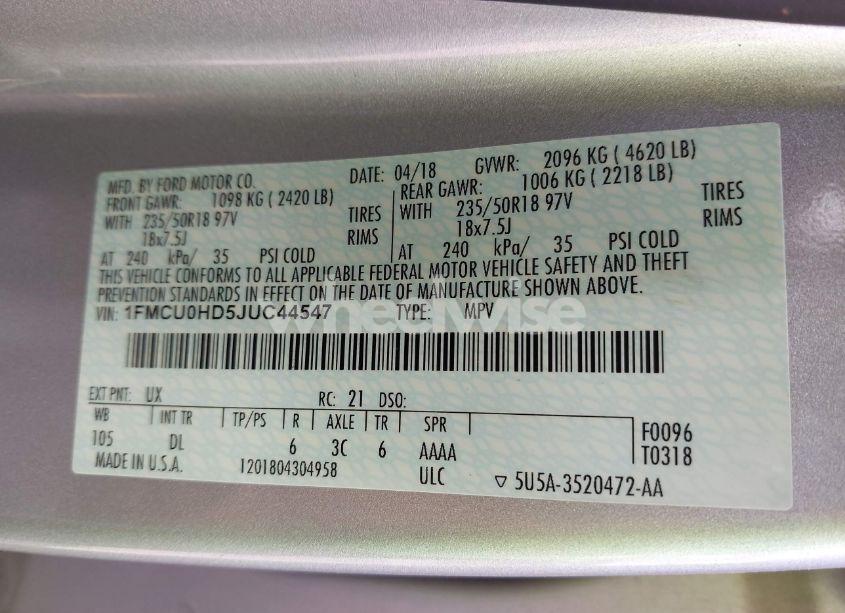 MFD. BY FORD MOTOR CO.
DATE: 04/18 GVWR: 2096 KG ( 4620 LB)
FRONT GAWR: 1098 KG ( 2420 LB)
WITH 235/50R18 97V TIRES
18x7.5J RIMS
AT 240 kPa/ 35 PSI COLD
REAR GAWR: 1006 KG ( 2218 LB)
WITH 235/50R18 97V TIRES
18x7.5J RIMS
AT 240 kPa/ 35 PSI COLD
THIS VEHICLE CONFORMS TO ALL APPLICABLE FEDERAL MOTOR VEHICLE SAFETY AND THEFT
PREVENTION STANDARDS IN EFFECT ON THE DATE OF MANUFACTURE SHOWN ABOVE.
VIN: 1FMCU0HD5JUC44547 TYPE: MPV
wheelwise
EXT PNT: UX RC: 21 DSO:
WB INT TR TP/PS R AXLE TR SPR
105 DL 6 3C 6 AAAA
F0096
T0318
MADE IN U.S.A. 1201804304958 ULC
5U5A-3520472-AA